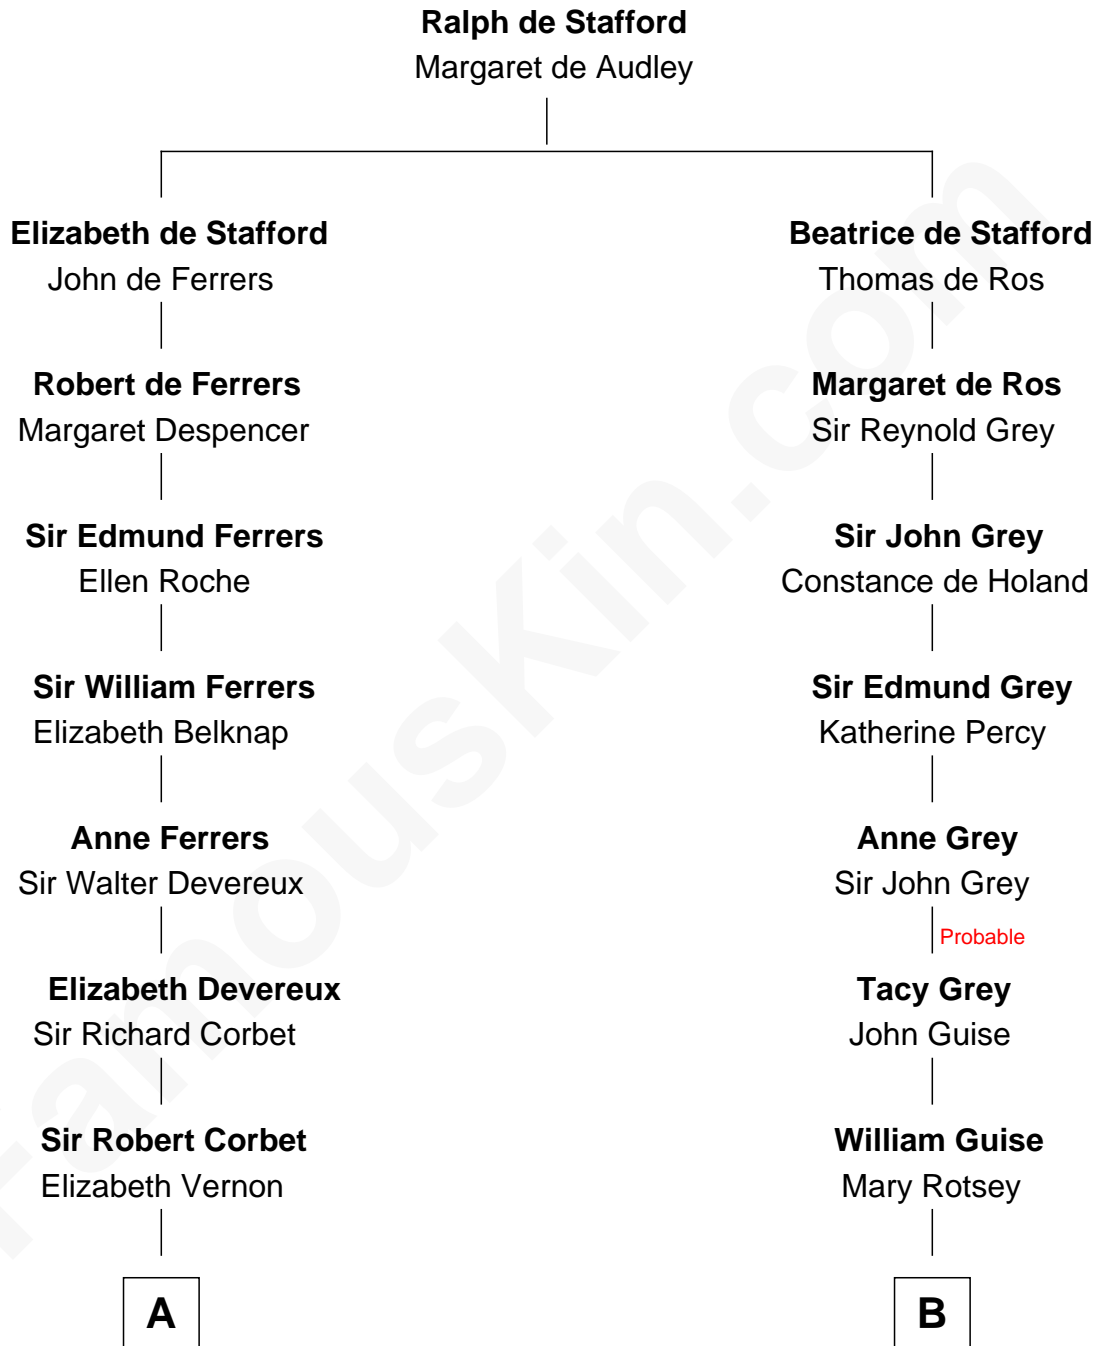 Ralph de Stafford
Margaret de Audley
Elizabeth de Stafford
John de Ferrers
Beatrice de Stafford
Thomas de Ros
Robert de Ferrers
Margaret Despencer
Margaret de Ros
Sir Reynold Grey
Sir Edmund Ferrers
Ellen Roche
Sir John Grey
Constance de Holand
Sir William Ferrers
Elizabeth Belknap
Sir Edmund Grey
Katherine Percy
Anne Ferrers
Sir Walter Devereux
Anne Grey
Sir John Grey
Probable
Elizabeth Devereux
Sir Richard Corbet
Tacy Grey
John Guise
Sir Robert Corbet
Elizabeth Vernon
William Guise
Mary Rotsey
A
B
FamousKin.com